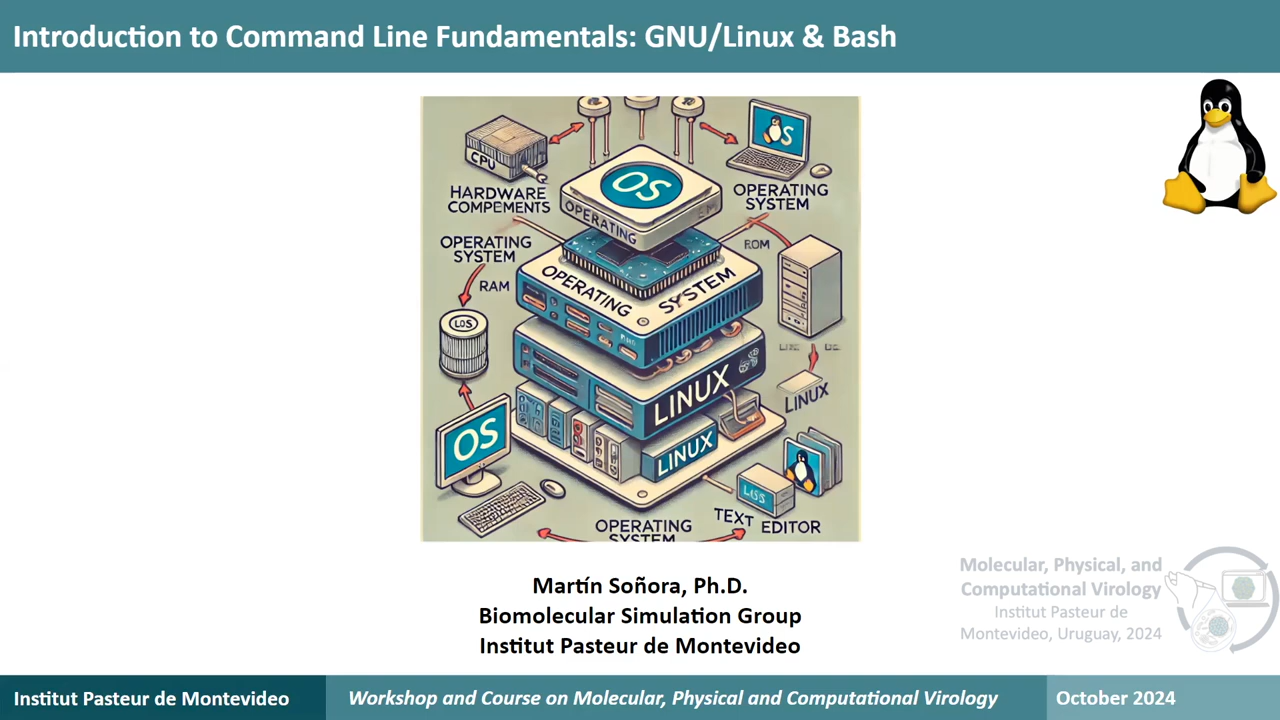 Introduction to Command Line Fundamentals: GNU/Linux & Bash
CPU
OS
HARDWARE
COMPEMENTS
OS
OPERATING
SYSTEM
OPERATING
OPERATING
SYSTEM
ROM
RAM
OPERATING SYSTEM
LOS
LINUX
LINUX
OS
LINUX
TEXT EDITOR
OPERATING
SYSTEM
Martín Soñora, Ph.D.
Biomolecular Simulation Group
Institut Pasteur de Montevideo
Molecular, Physical, and
Computational Virology
Institut Pasteur de
Montevideo, Uruguay, 2024
Institut Pasteur de Montevideo
Workshop and Course on Molecular, Physical and Computational Virology
October 2024